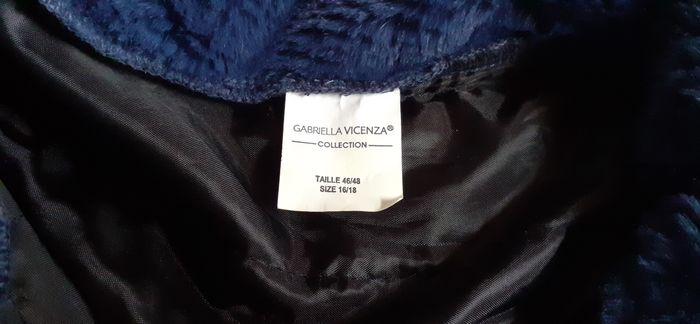 GABRIELLA VICENZA®
COLLECTION
TAILLE 46/48
SIZE 16/18